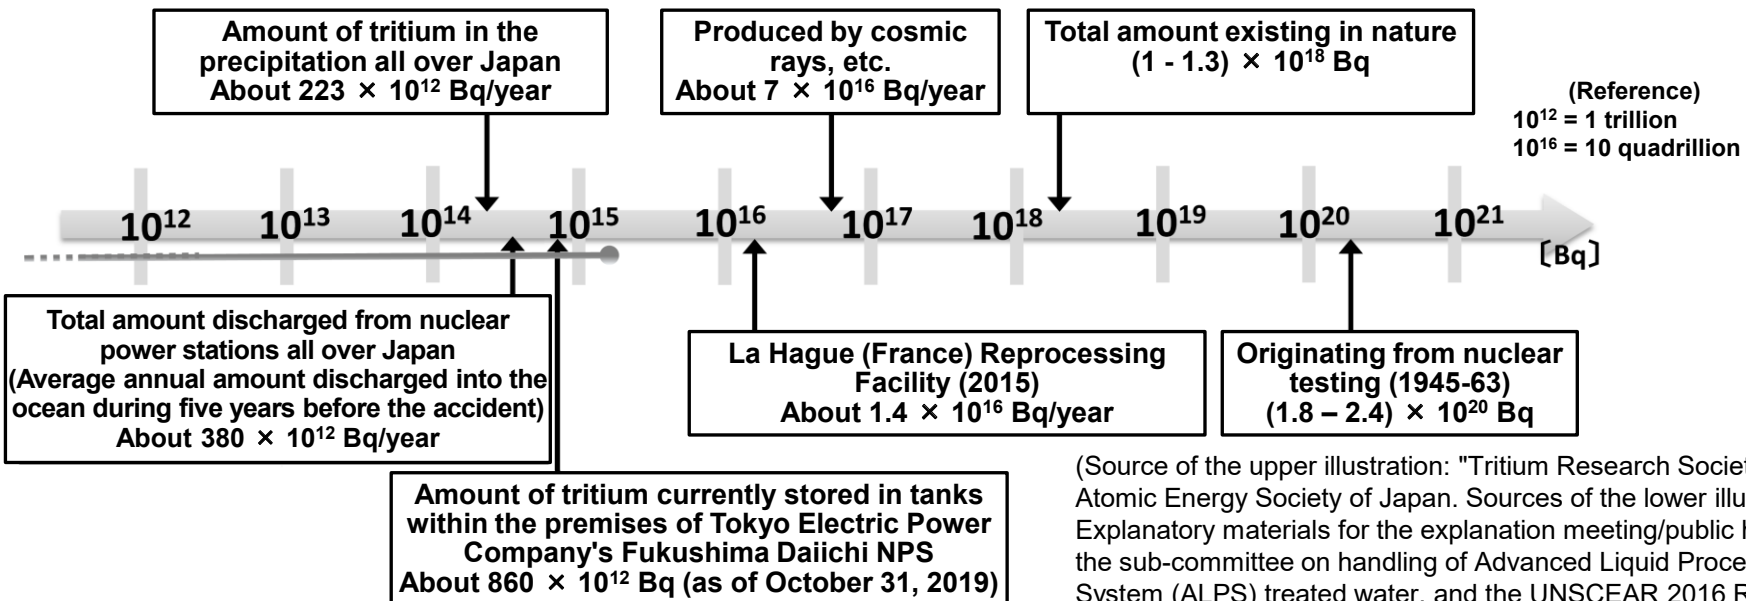 Amount of tritium in the
precipitation all over Japan
About 223 × 10¹² Bq/year
Produced by cosmic
rays, etc.
About 7 × 10¹⁶ Bq/year
Total amount existing in nature
(1 - 1.3) × 10¹⁸ Bq
(Reference)
10¹² = 1 trillion
10¹⁶ = 10 quadrillion
10¹² 10¹³ 10¹⁴ 10¹⁵ 10¹⁶ 10¹⁷ 10¹⁸ 10¹⁹ 10²⁰ 10²¹
〔Bq〕
Total amount discharged from nuclear
power stations all over Japan
(Average annual amount discharged into the
ocean during five years before the accident)
About 380 × 10¹² Bq/year
La Hague (France) Reprocessing
Facility (2015)
About 1.4 × 10¹⁶ Bq/year
Originating from nuclear
testing (1945-63)
(1.8 – 2.4) × 10²⁰ Bq
Amount of tritium currently stored in tanks
within the premises of Tokyo Electric Power
Company's Fukushima Daiichi NPS
About 860 × 10¹² Bq (as of October 31, 2019)
(Source of the upper illustration: "Tritium Research
Atomic Energy Society of Japan. Sources of the lower
Explanatory materials for the explanation meeting/public
the sub-committee on handling of Advanced Liquid
System (ALPS) treated water, and the UNSCEAR 2016